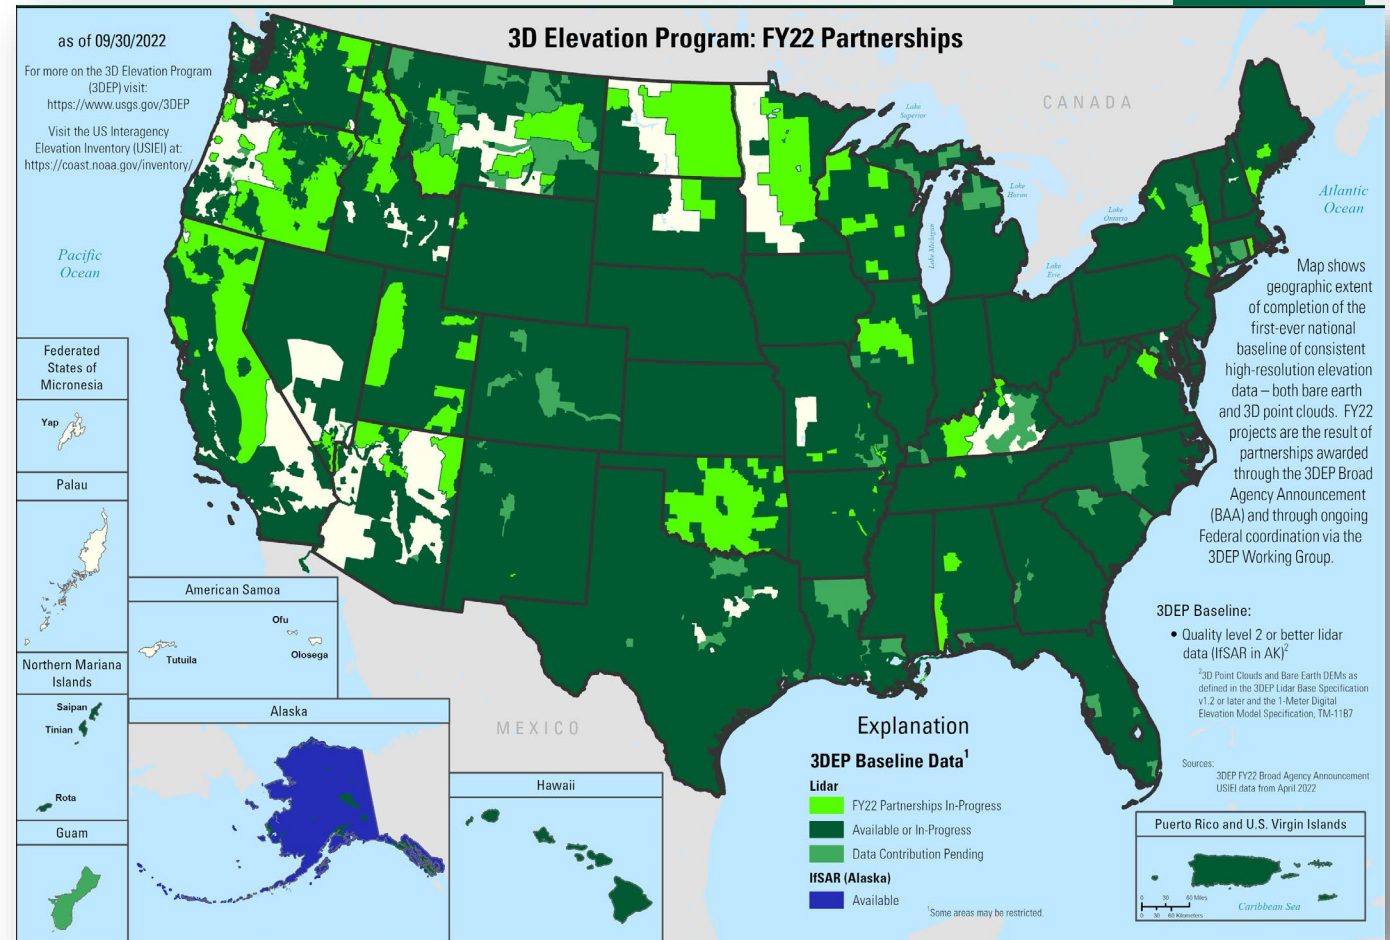 3D Elevation Program: FY22 Partnerships
as of 09/30/2022
For more on the 3D Elevation Program
(3DEP) visit:
https://www.usgs.gov/3DEP
Visit the US Interagency
Elevation Inventory (USIEI) at:
https://coast.noaa.gov/inventory/
CANADA
Lake
Superior
Lake
Huron
Lake Michigan
Lake
Ontario
Lake
Erie
Atlantic
Ocean
Pacific
Ocean
Map shows
geographic extent
of completion of the
first-ever national
baseline of consistent
high-resolution elevation
data – both bare earth
and 3D point clouds. FY22
projects are the result of
partnerships awarded
through the 3DEP Broad
Agency Announcement
(BAA) and through ongoing
Federal coordination via the
3DEP Working Group.
3DEP Baseline:
• Quality level 2 or better lidar
data (IfSAR in AK)2
23D Point Clouds and Bare Earth DEMs as
defined in the 3DEP Lidar Base Specification
v1.2 or later and the 1-Meter Digital
Elevation Model Specification, TM-11B7
Sources:
3DEP FY22 Broad Agency Announcement
USIEI data from April 2022
Federated
States of
Micronesia
Yap
Palau
Northern Mariana
Islands
Saipan
Tinian
Rota
Guam
American Samoa
Ofu
Olosega
Tutuila
Alaska
MEXICO
Hawaii
Explanation
3DEP Baseline Data1
Lidar
FY22 Partnerships In-Progress
Available or In-Progress
Data Contribution Pending
IfSAR (Alaska)
Available
1Some areas may be restricted.
Puerto Rico and U.S. Virgin Islands
0 30 60 Miles
0 30 60 Kilometers
Caribbean Sea